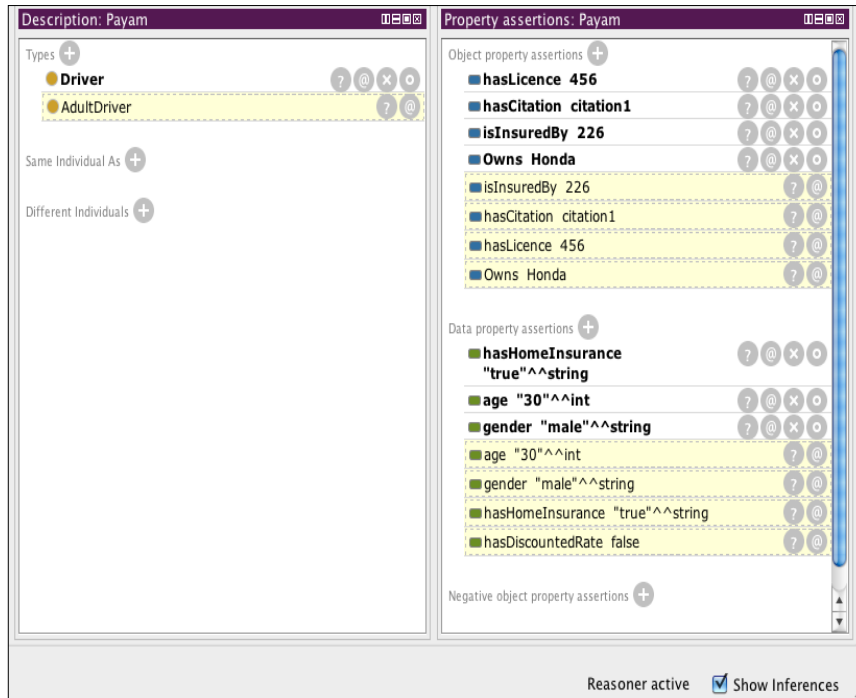 Description: Payam
Types
Driver
AdultDriver
Same Individual As
Different Individuals
Property assertions: Payam
Object property assertions
hasLicence 456
hasCitation citation1
isInsuredBy 226
Owns Honda
isInsuredBy 226
hasCitation citation1
hasLicence 456
Owns Honda
Data property assertions
hasHomeInsurance
"true"^^string
age "30"^^int
gender "male"^^string
age "30"^^int
gender "male"^^string
hasHomeInsurance "true"^^string
hasDiscountedRate false
Negative object property assertions
Reasoner active
Show Inferences